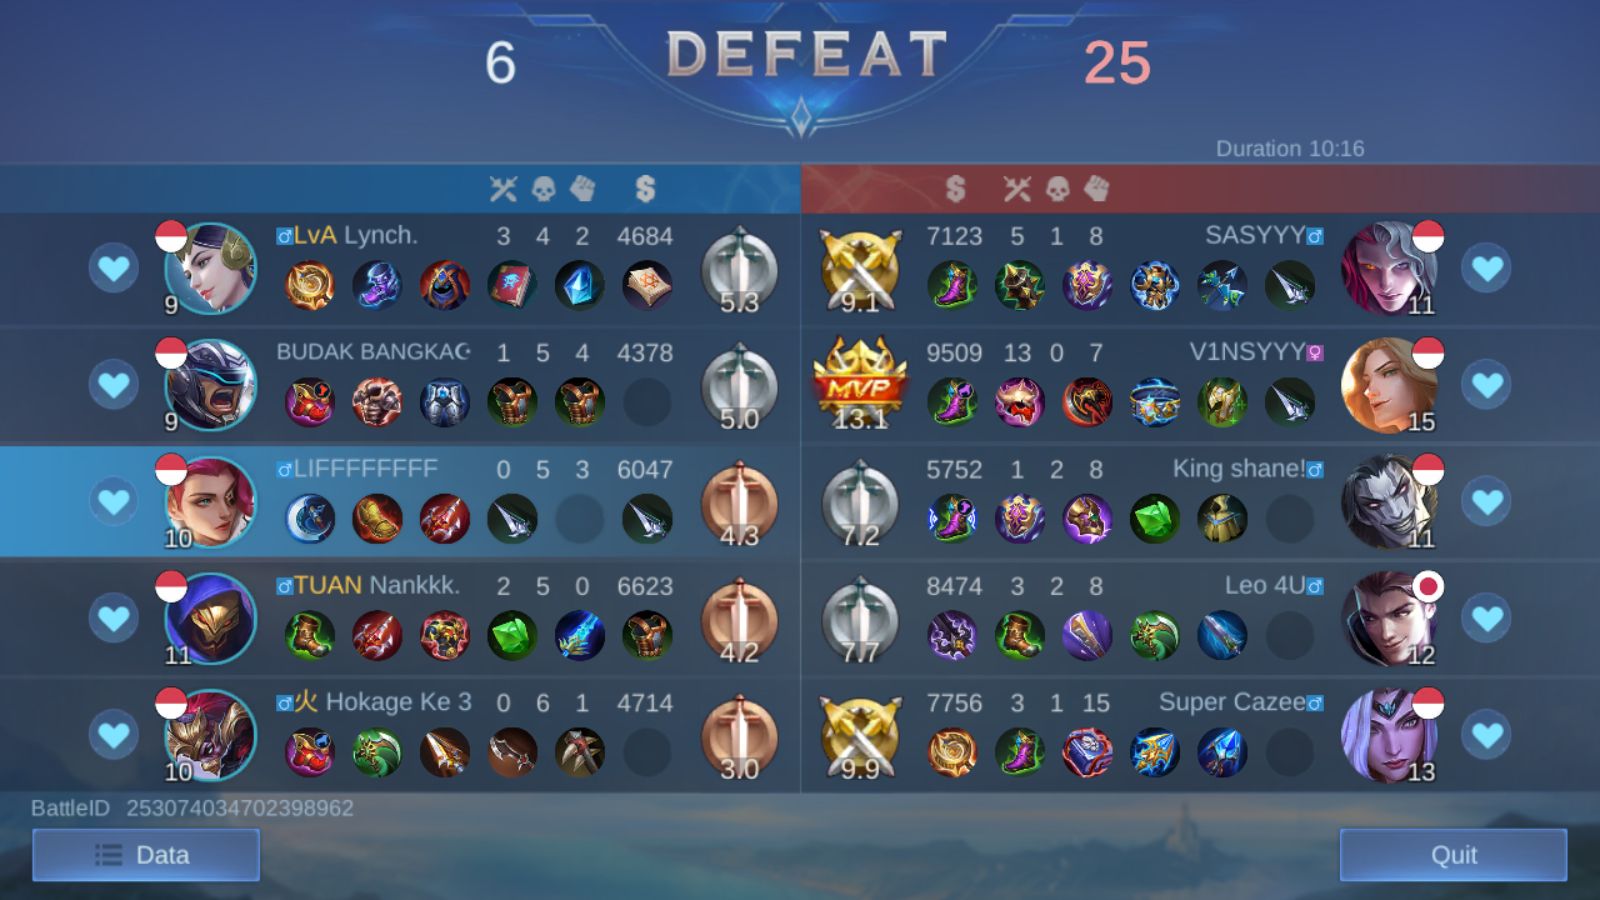 6 DEFEAT 25
Duration 10:16
LvA Lynch. 3 4 2 4684
9 5.3
7123 5 1 8 SASYYY
9.1 11
BUDAK BANGKA☪ 1 5 4 4378
9 5.0
9509 13 0 7 V1NSYYY
MVP
13.1 15
LIFFFFFFFF 0 5 3 6047
10 4.3
5752 1 2 8 King shane!
7.2 11
TUAN Nankkk. 2 5 0 6623
11 4.2
8474 3 2 8 Leo 4U
7.7 12
火 Hokage Ke 3 0 6 1 4714
10 3.0
7756 3 1 15 Super Cazee
9.9 13
BattleID 253074034702398962
Data
Quit